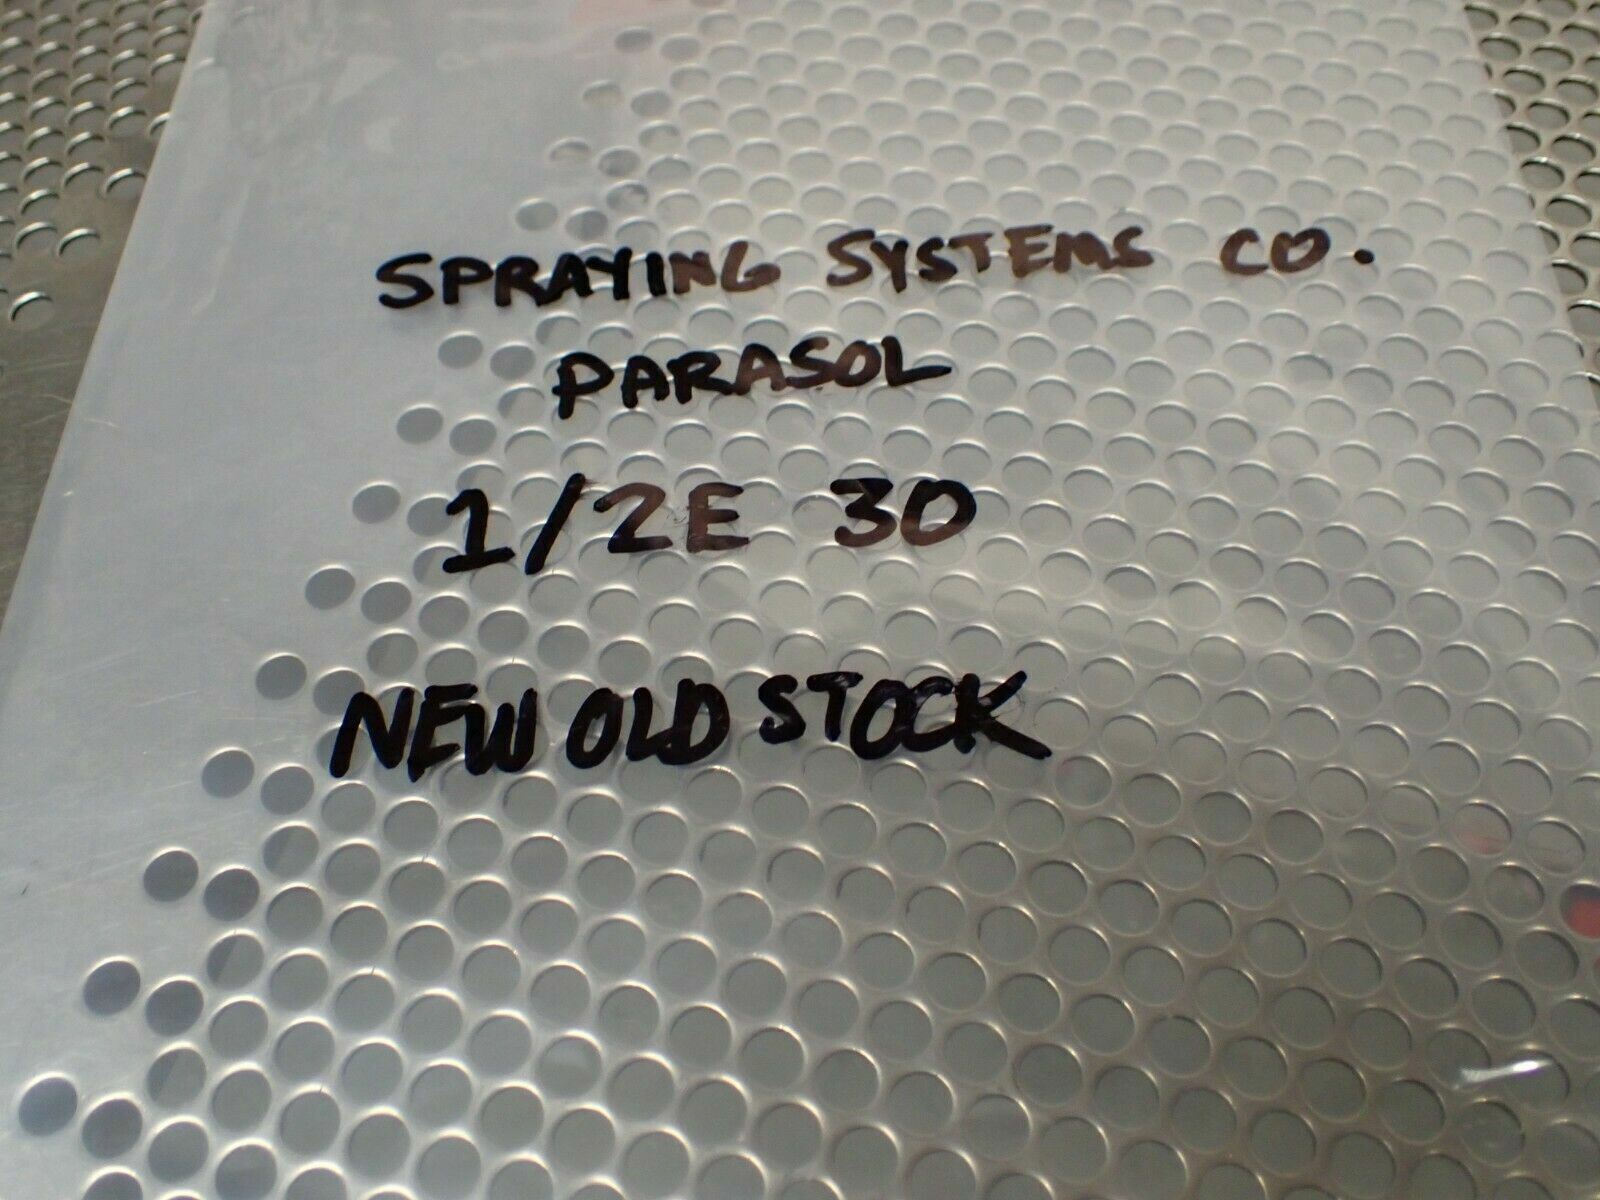 SPRAYING SYSTEMS CO.
PARASOL
1/2E 30
NEW OLD STOCK